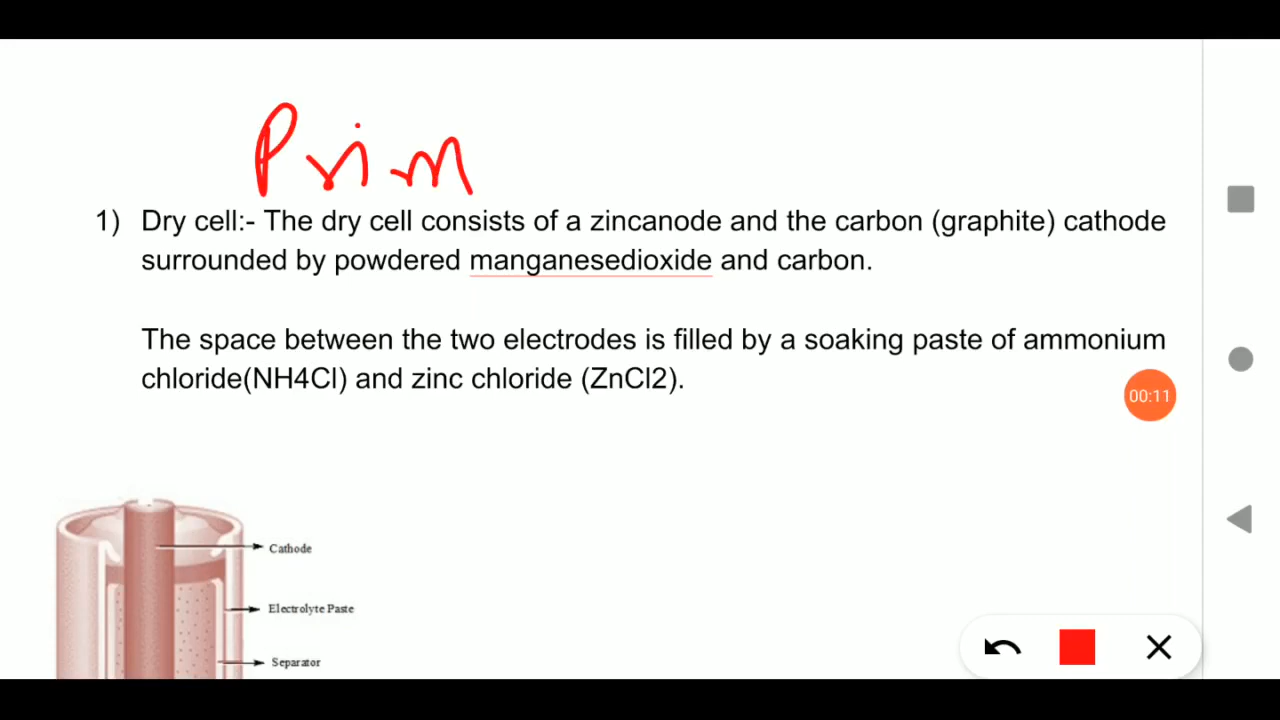 Prim
1) Dry cell:- The dry cell consists of a zincanode and the carbon (graphite) cathode
surrounded by powdered manganesedioxide and carbon.
The space between the two electrodes is filled by a soaking paste of ammonium
chloride(NH4Cl) and zinc chloride (ZnCl2).
00:11
Cathode
Electrolyte Paste
Separator